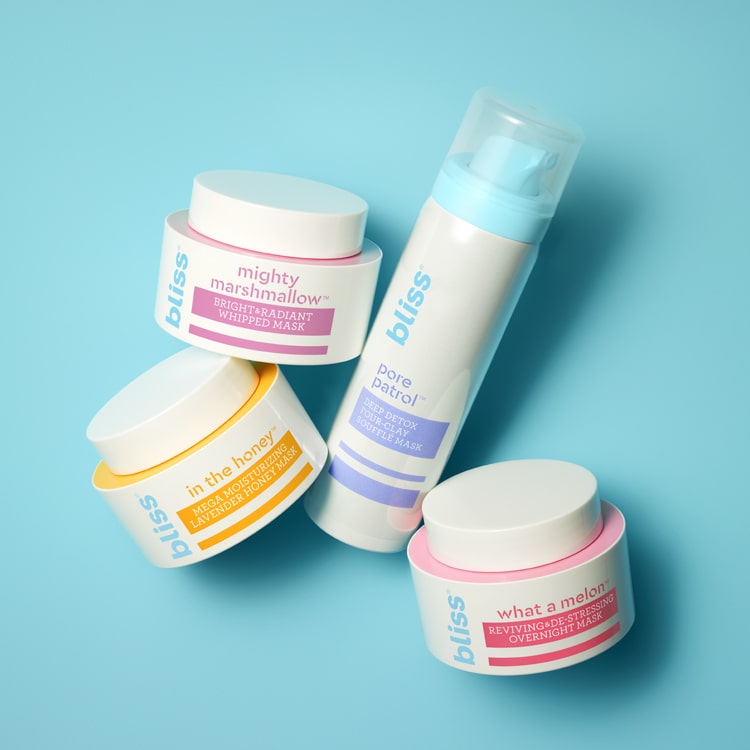 bliss®
mighty
marshmallow™
BRIGHT&RADIANT
WHIPPED MASK
bliss®
pore
patrol™
DEEP DETOX
FOUR-CLAY
SOUFFLE MASK
bliss®
in the honey™
MEGA MOISTURIZING
LAVENDER HONEY MASK
bliss®
what a melon™
REVIVING&DE-STRESSING
OVERNIGHT MASK